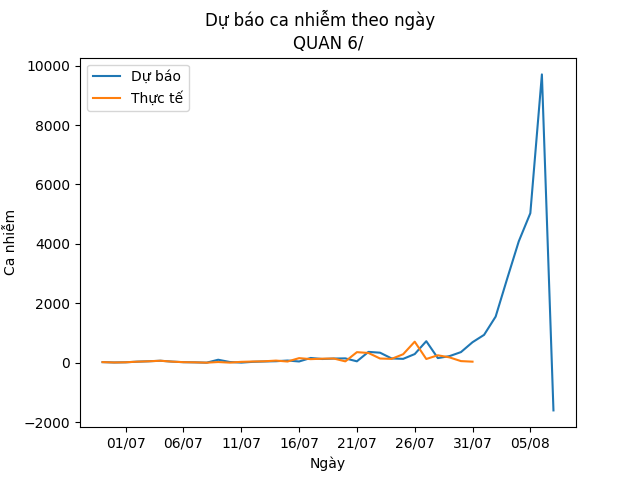 Dự báo ca nhiễm theo ngày
QUAN 6/
Dự báo
Thực tế
10000
8000
6000
4000
2000
0
−2000
Ca nhiễm
01/07 06/07 11/07 16/07 21/07 26/07 31/07 05/08
Ngày